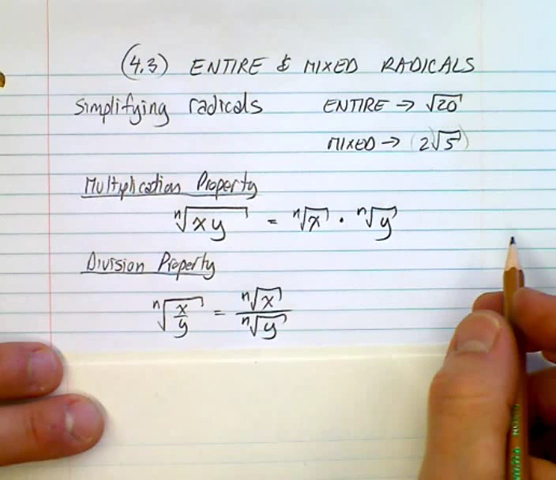 (4.3) ENTIRE & MIXED RADICALS
Simplifying radicals ENTIRE → √20
MIXED → (2√5)
Multiplication Property
ⁿ√xy = ⁿ√x · ⁿ√y
Division Property
ⁿ√(x/y) = ⁿ√x / ⁿ√y